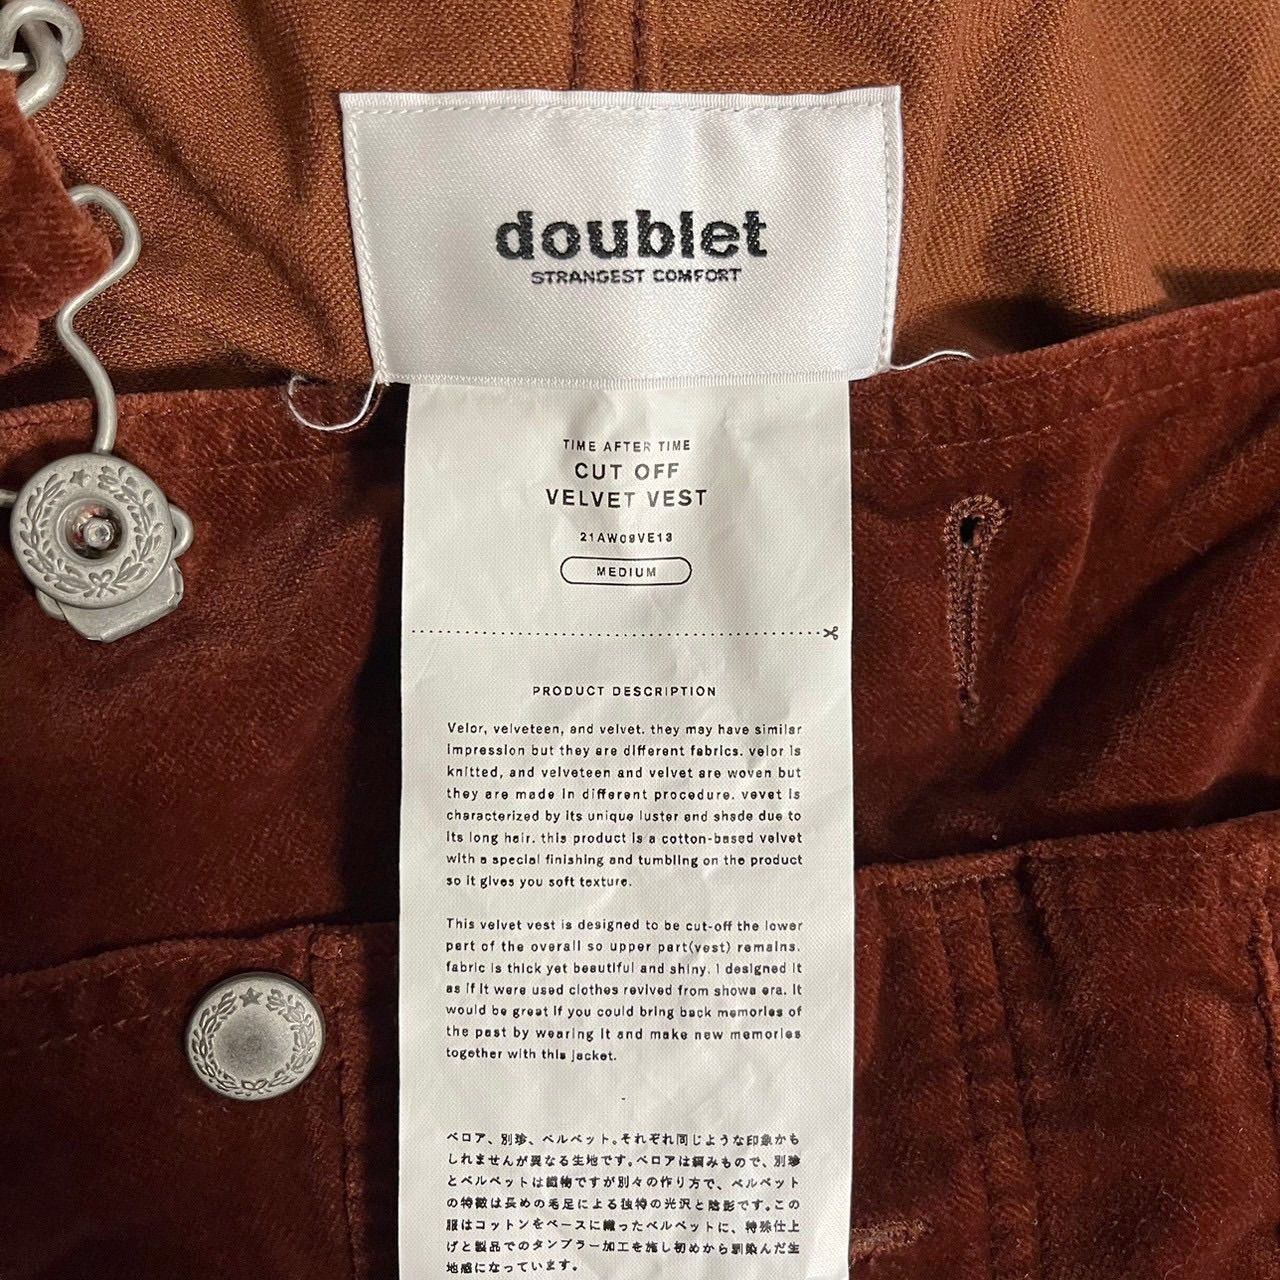 doublet
STRANGEST COMFORT
TIME AFTER TIME
CUT OFF
VELVET VEST
21AW09VE13
MEDIUM
PRODUCT DESCRIPTION
Velor, velveteen, and velvet. they may have similar
impression but they are different fabrics. velor is
knitted, and velveteen and velvet are woven but
they are made in different procedure. vevet is
characterized by its unique luster and shade due to
its long hair. this product is a cotton-based velvet
with a special finishing and tumbling on the product
so it gives you soft texture.
This velvet vest is designed to be cut-off the lower
part of the overall so upper part(vest) remains.
fabric is thick yet beautiful and shiny. I designed it
as if it were used clothes revived from showa era. It
would be great if you could bring back memories of
the past by wearing it and make new memories
together with this jacket.
-
ベロア、別珍、ベルベット。それぞれ同じような印象かも
しれませんが異なる生地です。ベロアは編みもので、別珍
とベルベットは織物ですが別々の作り方で、ベルベット
の特徴は長めの毛足による独特の光沢と陰影です。この
服はコットンをベースに織ったベルベットに、特殊仕上
げと製品でのタンブラー加工を施し初めから馴染んだ生
地感になっています。